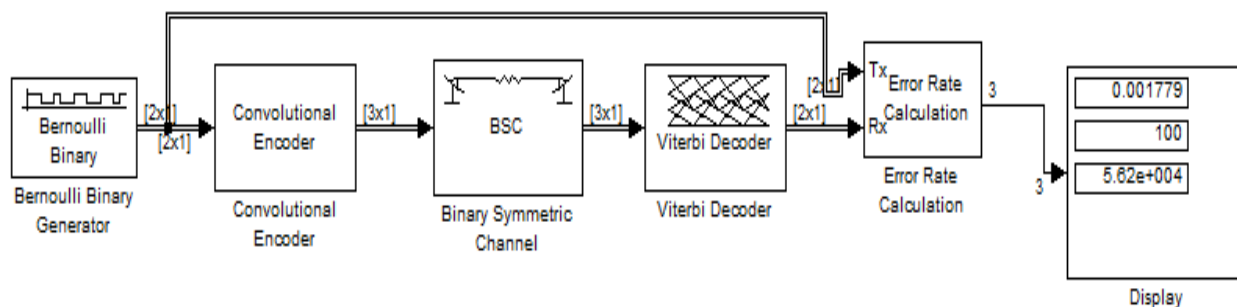 [2x1]
[2x1]
Bernoulli
Binary
Bernoulli Binary
Generator
Convolutional
Encoder
Convolutional
Encoder
[3x1]
BSC
Binary Symmetric
Channel
[3x1]
Viterbi Decoder
Viterbi Decoder
[2x1]
[2x1]
Tx
Error Rate
Calculation
Rx
Error Rate
Calculation
3
3
0.001779
100
5.62e+004
Display